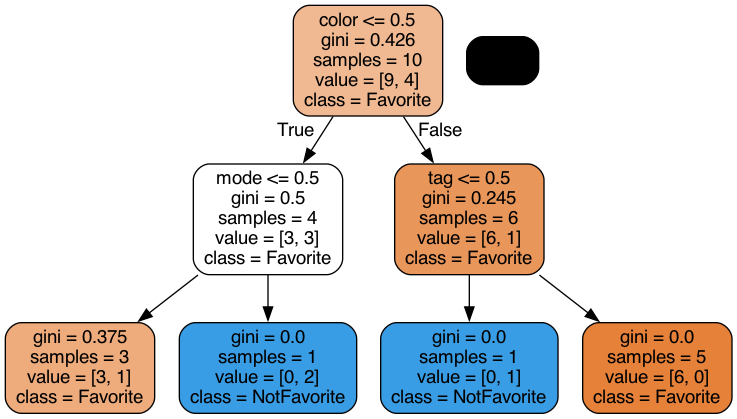 color <= 0.5
gini = 0.426
samples = 10
value = [9, 4]
class = Favorite
True
False
mode <= 0.5
gini = 0.5
samples = 4
value = [3, 3]
class = Favorite
tag <= 0.5
gini = 0.245
samples = 6
value = [6, 1]
class = Favorite
gini = 0.375
samples = 3
value = [3, 1]
class = Favorite
gini = 0.0
samples = 1
value = [0, 2]
class = NotFavorite
gini = 0.0
samples = 1
value = [0, 1]
class = NotFavorite
gini = 0.0
samples = 5
value = [6, 0]
class = Favorite